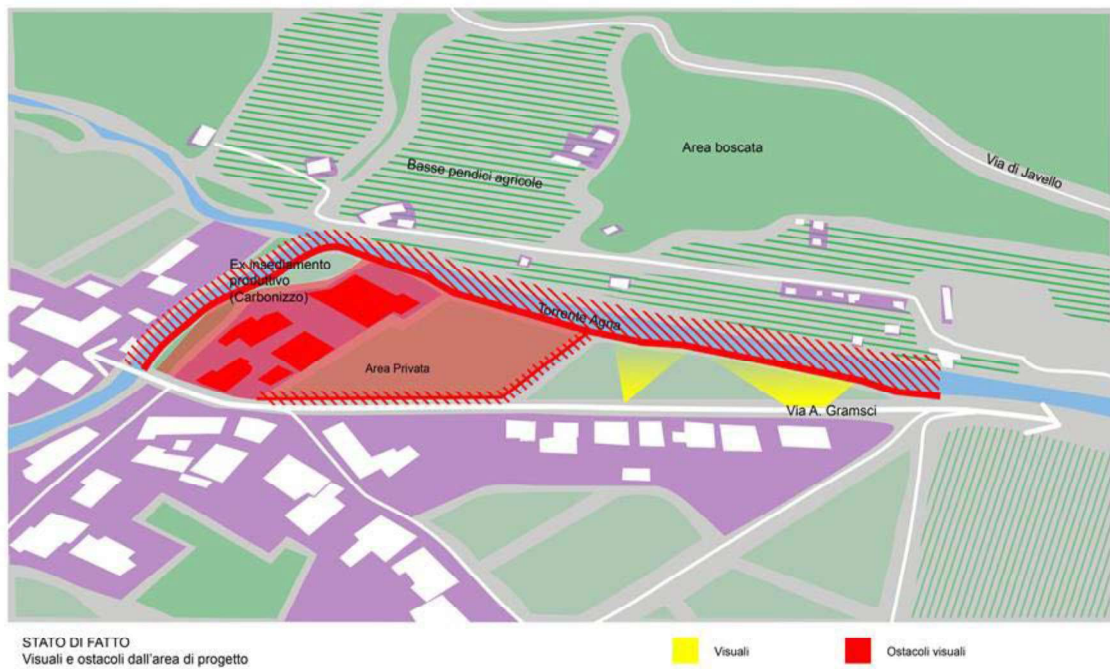 Area boscata
Via di Javello
Basse pendici agricole
Ex insediamento
produttivo
(Carbonizzo)
Torrente Agna
Area Privata
Via A. Gramsci
STATO DI FATTO
Visuali e ostacoli dall'area di progetto
Visuali
Ostacoli visuali